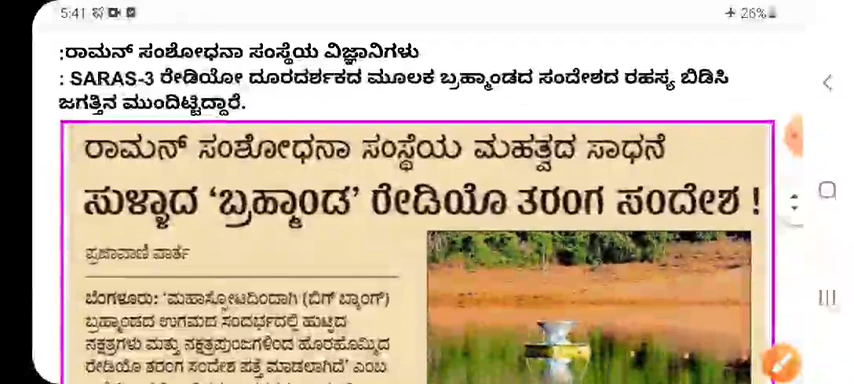 5:41
26%
:ರಾಮನ್ ಸಂಶೋಧನಾ ಸಂಸ್ಥೆಯ ವಿಜ್ಞಾನಿಗಳು
: SARAS-3 ರೇಡಿಯೋ ದೂರದರ್ಶಕದ ಮೂಲಕ ಬ್ರಹ್ಮಾಂಡದ ಸಂದೇಶದ ರಹಸ್ಯ ಬಿಡಿಸಿ
ಜಗತ್ತಿನ ಮುಂದಿಟ್ಟಿದ್ದಾರೆ.
ರಾಮನ್ ಸಂಶೋಧನಾ ಸಂಸ್ಥೆಯ ಮಹತ್ವದ ಸಾಧನೆ
ಸುಳ್ಳಾದ ‘ಬ್ರಹ್ಮಾಂಡ’ ರೇಡಿಯೊ ತರಂಗ ಸಂದೇಶ !
ಪ್ರಜಾವಾಣಿ ವಾರ್ತೆ
ಬೆಂಗಳೂರು: ‘ಮಹಾಸ್ಫೋಟದಿಂದಾಗಿ (ಬಿಗ್ ಬ್ಯಾಂಗ್)
ಬ್ರಹ್ಮಾಂಡದ ಉಗಮದ ಸಂದರ್ಭದಲ್ಲಿ ಹುಟ್ಟಿದ
ನಕ್ಷತ್ರಗಳು ಮತ್ತು ನಕ್ಷತ್ರಪುಂಜಗಳಿಂದ ಹೊರಹೊಮ್ಮಿದ
ರೇಡಿಯೊ ತರಂಗ ಸಂದೇಶ ಪತ್ತೆ ಮಾಡಲಾಗಿದೆ’ ಎಂಬ